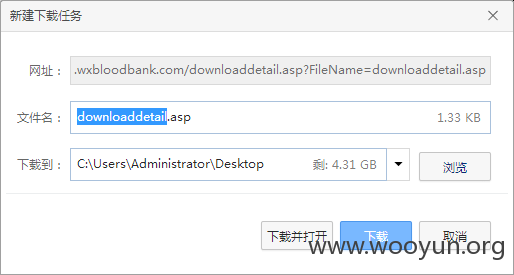 新建下载任务
网址： .wxbloodbank.com/downloaddetail.asp?FileName=downloaddetail.asp
文件名： downloaddetail.asp 1.33 KB
下载到： C:\Users\Administrator\Desktop 剩: 4.31 GB 浏览
下载并打开 下载 取消
www.wooyun.org